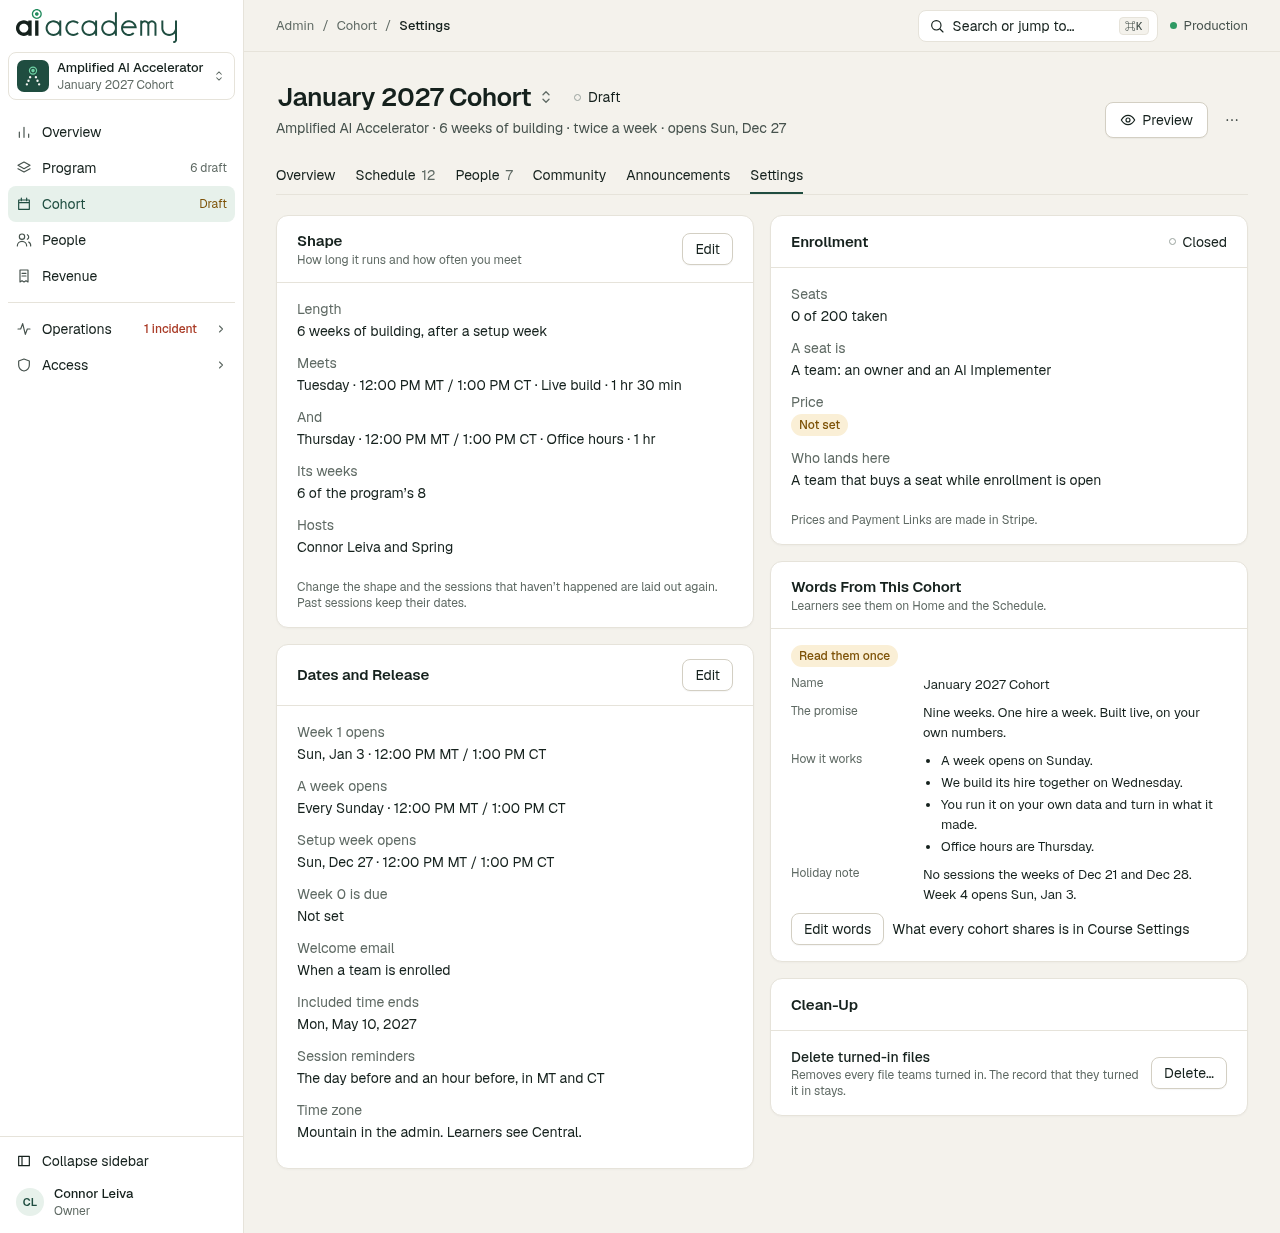 ai academy
Amplified AI Accelerator
January 2027 Cohort
Overview
Program 6 draft
Cohort Draft
People
Revenue
Operations 1 incident
Access
Collapse sidebar
CL
Connor Leiva
Owner
Admin / Cohort / Settings
Search or jump to… ⌘K
Production
January 2027 Cohort
Draft
Amplified AI Accelerator · 6 weeks of building · twice a week · opens Sun, Dec 27
Preview
Overview Schedule 12 People 7 Community Announcements Settings
Shape
How long it runs and how often you meet
Edit
Length
6 weeks of building, after a setup week
Meets
Tuesday · 12:00 PM MT / 1:00 PM CT · Live build · 1 hr 30 min
And
Thursday · 12:00 PM MT / 1:00 PM CT · Office hours · 1 hr
Its weeks
6 of the program’s 8
Hosts
Connor Leiva and Spring
Change the shape and the sessions that haven’t happened are laid out again.
Past sessions keep their dates.
Dates and Release
Edit
Week 1 opens
Sun, Jan 3 · 12:00 PM MT / 1:00 PM CT
A week opens
Every Sunday · 12:00 PM MT / 1:00 PM CT
Setup week opens
Sun, Dec 27 · 12:00 PM MT / 1:00 PM CT
Week 0 is due
Not set
Welcome email
When a team is enrolled
Included time ends
Mon, May 10, 2027
Session reminders
The day before and an hour before, in MT and CT
Time zone
Mountain in the admin. Learners see Central.
Enrollment
Closed
Seats
0 of 200 taken
A seat is
A team: an owner and an AI Implementer
Price
Not set
Who lands here
A team that buys a seat while enrollment is open
Prices and Payment Links are made in Stripe.
Words From This Cohort
Learners see them on Home and the Schedule.
Read them once
Name
January 2027 Cohort
The promise
Nine weeks. One hire a week. Built live, on your
own numbers.
How it works
• A week opens on Sunday.
• We build its hire together on Wednesday.
• You run it on your own data and turn in what it
made.
• Office hours are Thursday.
Holiday note
No sessions the weeks of Dec 21 and Dec 28.
Week 4 opens Sun, Jan 3.
Edit words
What every cohort shares is in Course Settings
Clean-Up
Delete turned-in files
Removes every file teams turned in. The record that they turned
it in stays.
Delete…